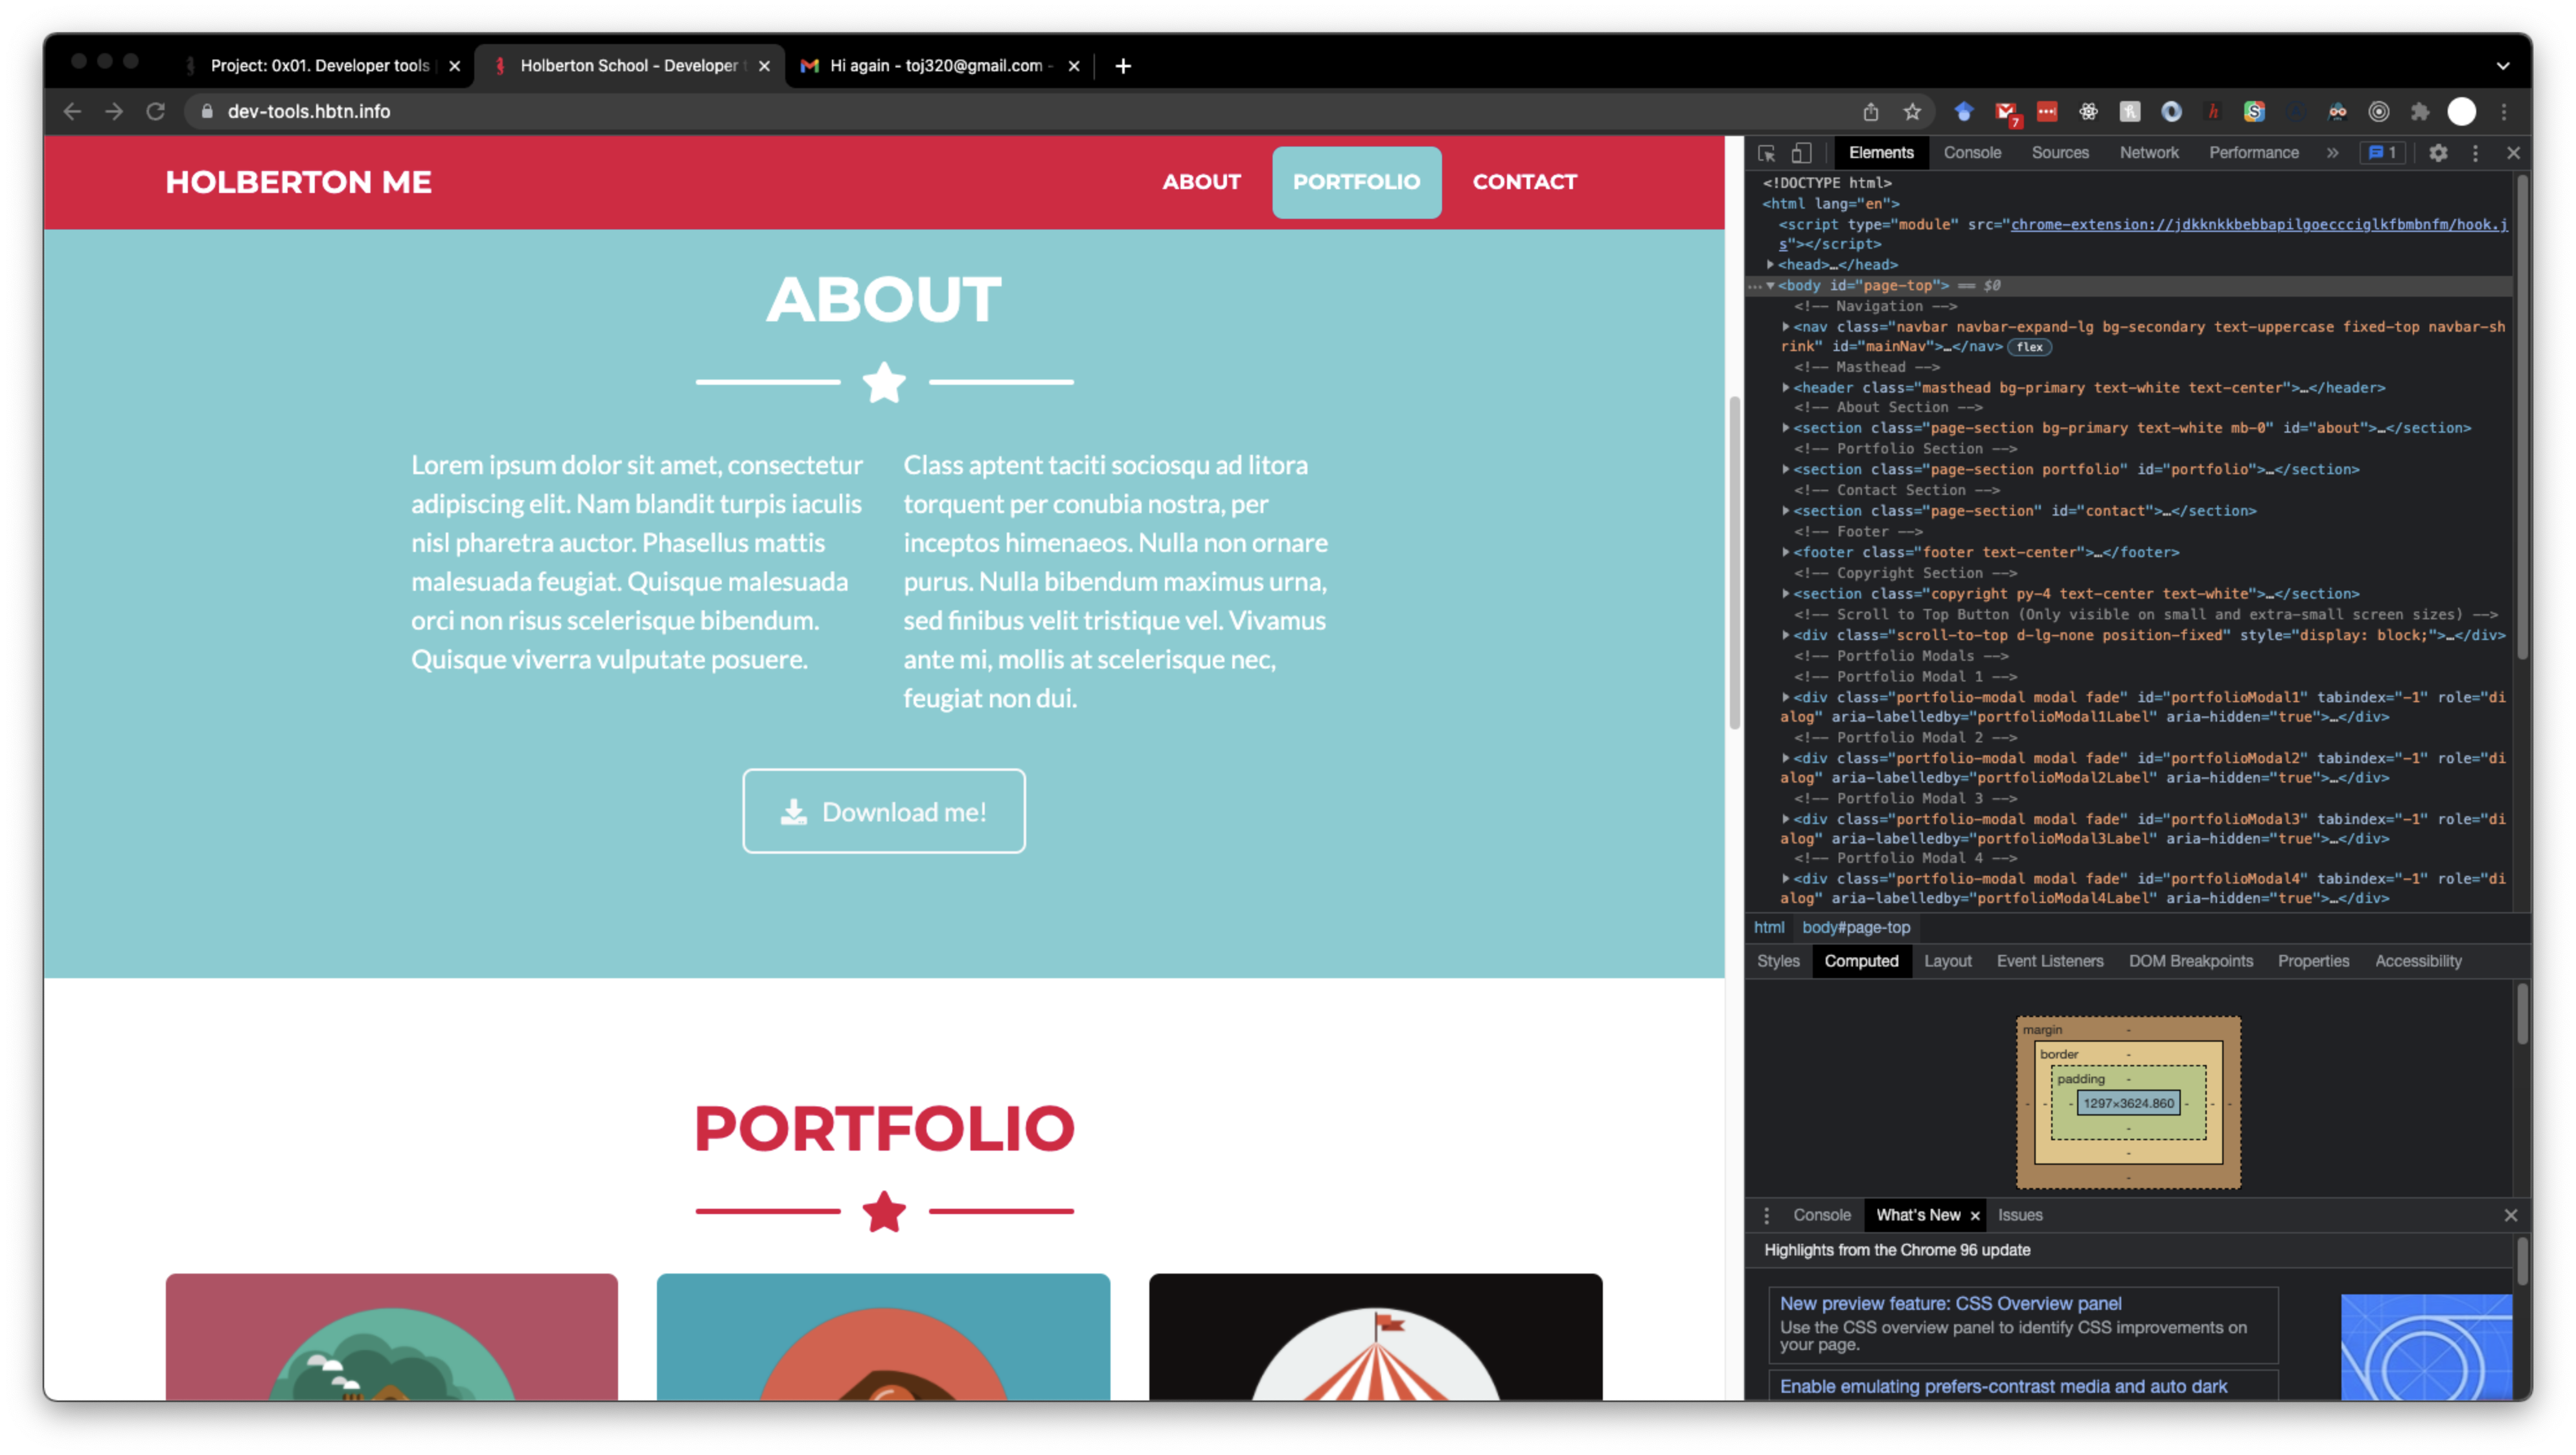 Project: 0x01. Developer tools
Holberton School - Developer t
Hi again - toj320@gmail.com -
dev-tools.hbtn.info
7
HOLBERTON ME
ABOUT
PORTFOLIO
CONTACT
ABOUT
Lorem ipsum dolor sit amet, consectetur
adipiscing elit. Nam blandit turpis iaculis
nisl pharetra auctor. Phasellus mattis
malesuada feugiat. Quisque malesuada
orci non risus scelerisque bibendum.
Quisque viverra vulputate posuere.
Class aptent taciti sociosqu ad litora
torquent per conubia nostra, per
inceptos himenaeos. Nulla non ornare
purus. Nulla bibendum maximus urna,
sed finibus velit tristique vel. Vivamus
ante mi, mollis at scelerisque nec,
feugiat non dui.
Download me!
PORTFOLIO
Elements Console Sources Network Performance » 1
<!DOCTYPE html>
<html lang="en">
<script type="module" src="chrome-extension://jdkknkkbebbapilgoeccciglkfbmbnfm/hook.j
s"></script>
<head>…</head>
<body id="page-top"> == $0
<!-- Navigation -->
<nav class="navbar navbar-expand-lg bg-secondary text-uppercase fixed-top navbar-sh
rink" id="mainNav">…</nav> flex
<!-- Masthead -->
<header class="masthead bg-primary text-white text-center">…</header>
<!-- About Section -->
<section class="page-section bg-primary text-white mb-0" id="about">…</section>
<!-- Portfolio Section -->
<section class="page-section portfolio" id="portfolio">…</section>
<!-- Contact Section -->
<section class="page-section" id="contact">…</section>
<!-- Footer -->
<footer class="footer text-center">…</footer>
<!-- Copyright Section -->
<section class="copyright py-4 text-center text-white">…</section>
<!-- Scroll to Top Button (Only visible on small and extra-small screen sizes) -->
<div class="scroll-to-top d-lg-none position-fixed" style="display: block;">…</div>
<!-- Portfolio Modals -->
<!-- Portfolio Modal 1 -->
<div class="portfolio-modal modal fade" id="portfolioModal1" tabindex="-1" role="di
alog" aria-labelledby="portfolioModal1Label" aria-hidden="true">…</div>
<!-- Portfolio Modal 2 -->
<div class="portfolio-modal modal fade" id="portfolioModal2" tabindex="-1" role="di
alog" aria-labelledby="portfolioModal2Label" aria-hidden="true">…</div>
<!-- Portfolio Modal 3 -->
<div class="portfolio-modal modal fade" id="portfolioModal3" tabindex="-1" role="di
alog" aria-labelledby="portfolioModal3Label" aria-hidden="true">…</div>
<!-- Portfolio Modal 4 -->
<div class="portfolio-modal modal fade" id="portfolioModal4" tabindex="-1" role="di
alog" aria-labelledby="portfolioModal4Label" aria-hidden="true">…</div>
html body#page-top
Styles Computed Layout Event Listeners DOM Breakpoints Properties Accessibility
margin -
border -
padding -
- - - 1297×3624.860 - - -
-
-
-
Console What's New × Issues
Highlights from the Chrome 96 update
New preview feature: CSS Overview panel
Use the CSS overview panel to identify CSS improvements on
your page.
Enable emulating prefers-contrast media and auto dark